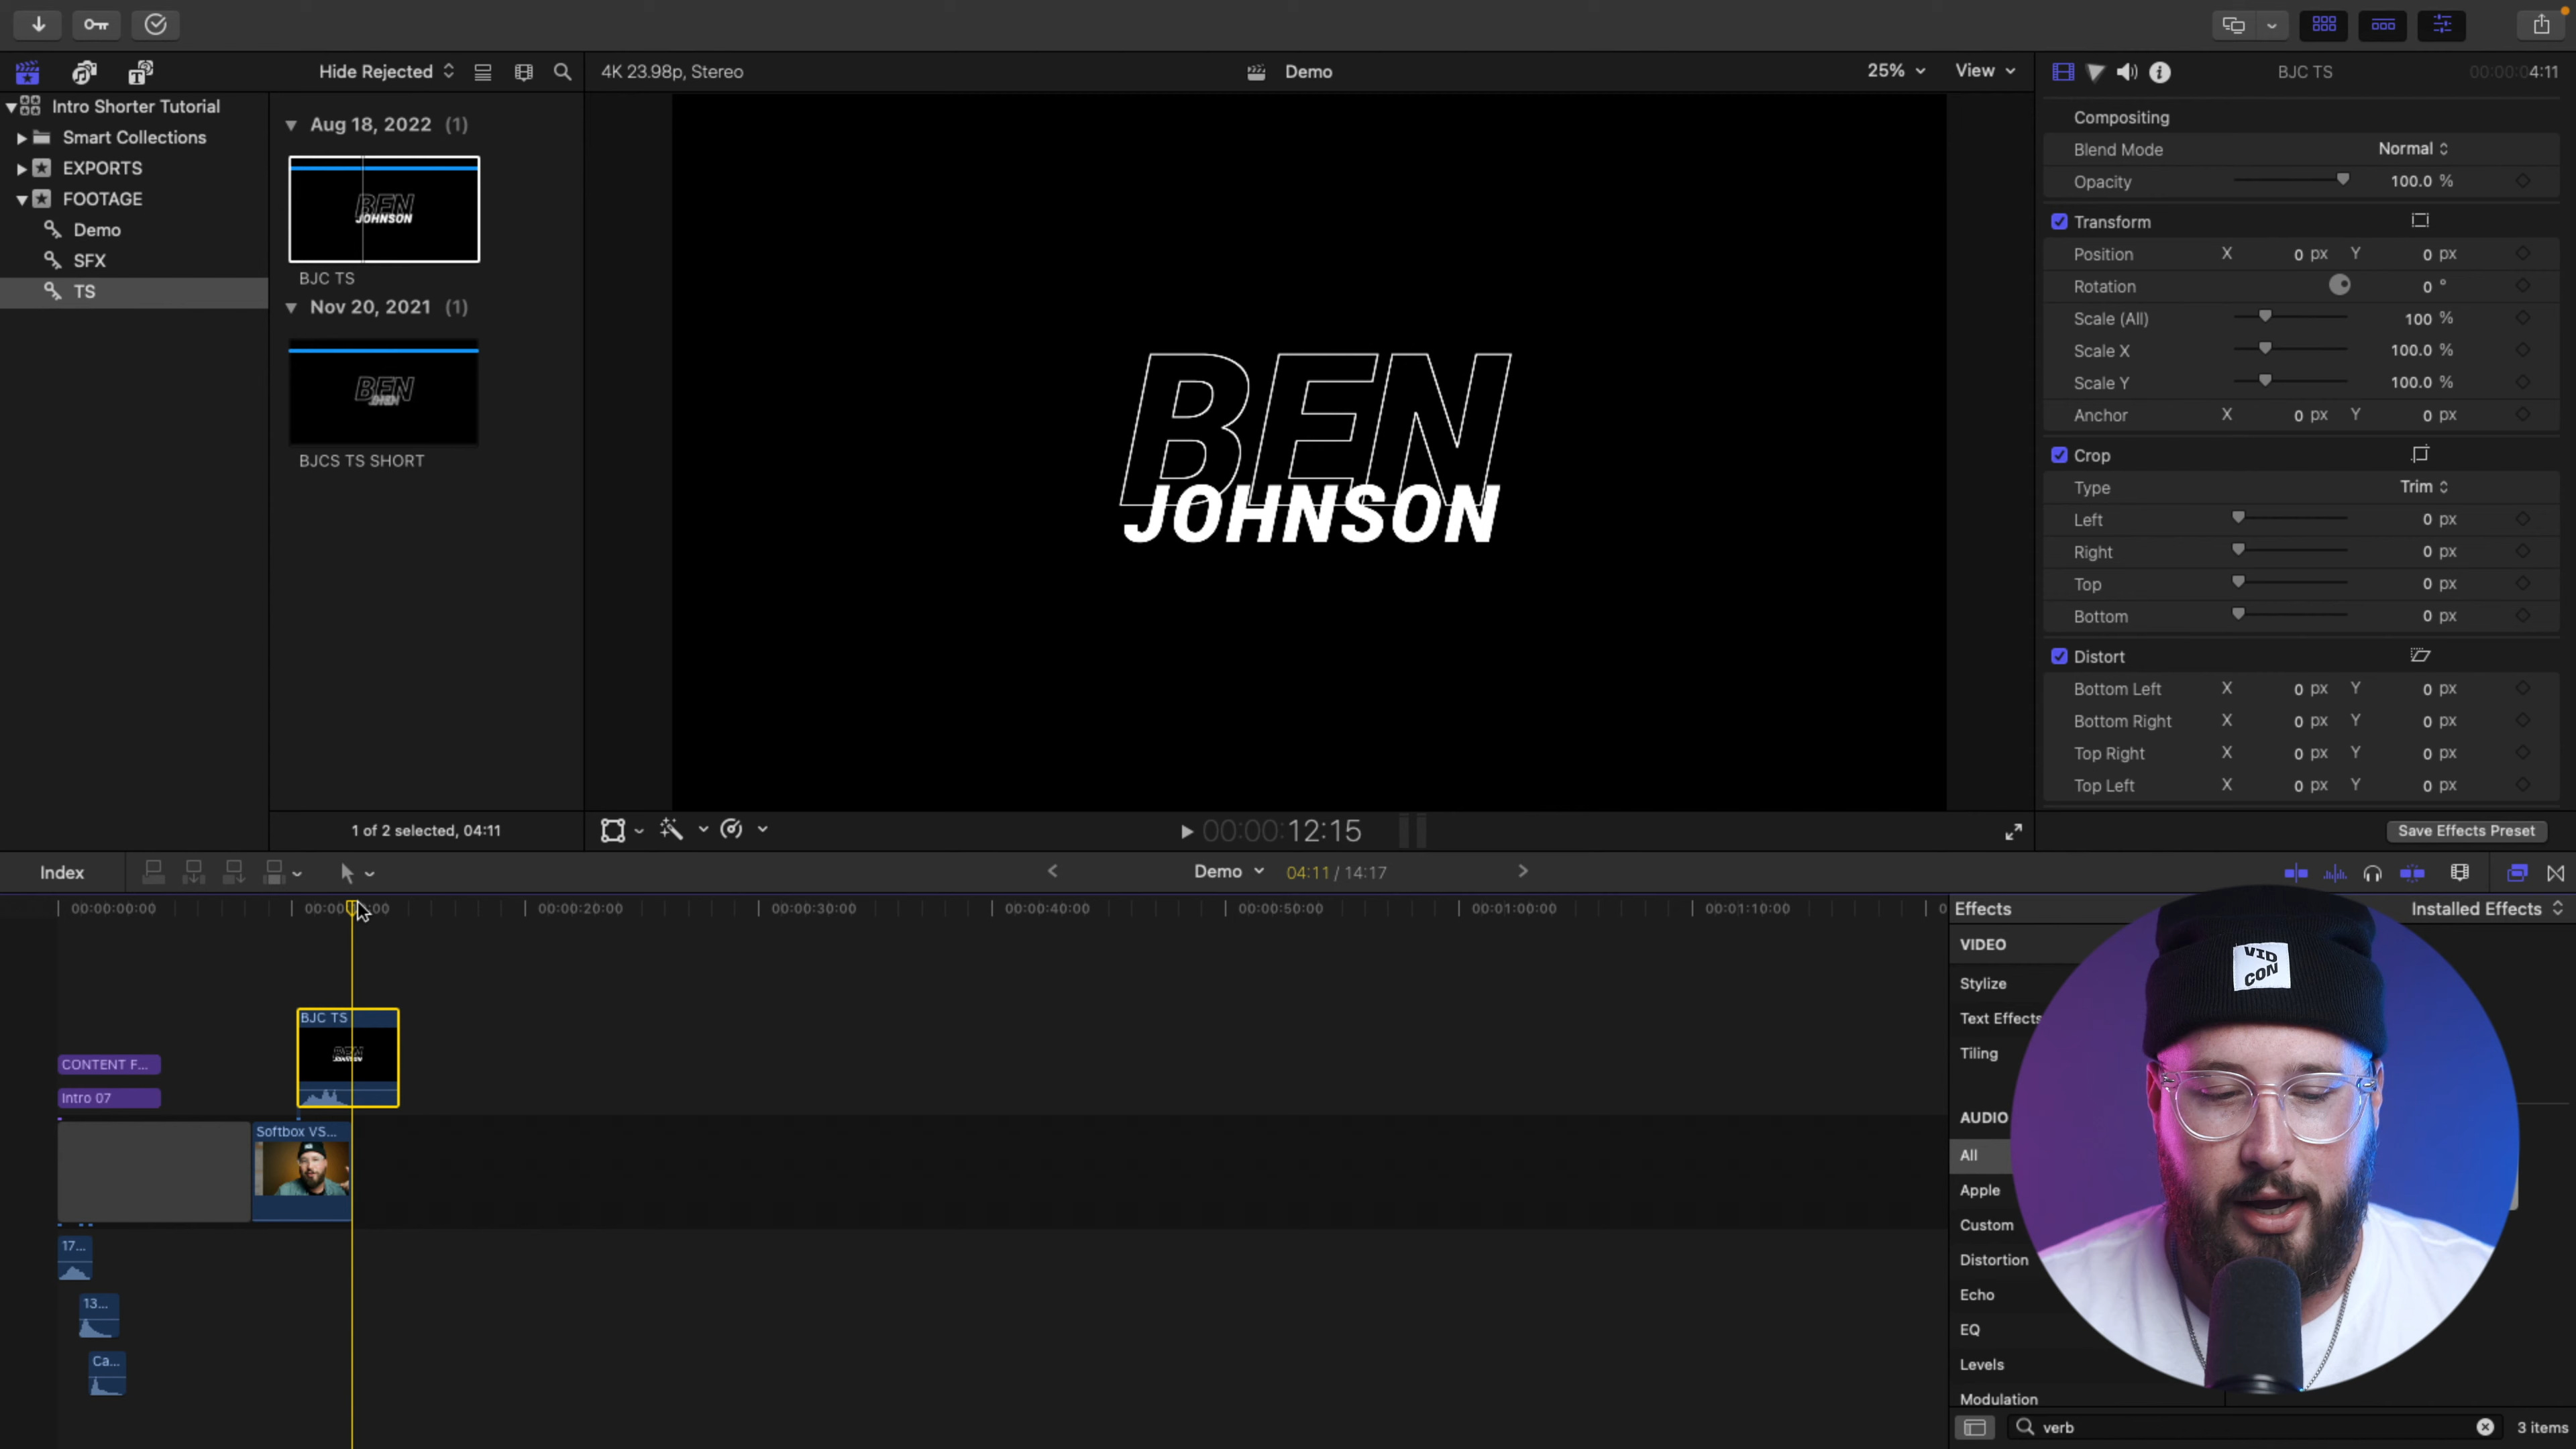 Hide Rejected
4K 23.98p, Stereo
Demo
25%
View
BJC TS
00:00:04:11
Intro Shorter Tutorial
Smart Collections
EXPORTS
FOOTAGE
Demo
SFX
TS
Aug 18, 2022 (1)
BEN
JOHNSON
BJC TS
Nov 20, 2021 (1)
BEN
BJCS TS SHORT
1 of 2 selected, 04:11
BEN
JOHNSON
00:00:12:15
Compositing
Blend Mode Normal
Opacity 100.0 %
Transform
Position X 0 px Y 0 px
Rotation 0 °
Scale (All) 100 %
Scale X 100.0 %
Scale Y 100.0 %
Anchor X 0 px Y 0 px
Crop
Type Trim
Left 0 px
Right 0 px
Top 0 px
Bottom 0 px
Distort
Bottom Left X 0 px Y 0 px
Bottom Right X 0 px Y 0 px
Top Right X 0 px Y 0 px
Top Left X 0 px Y 0 px
Save Effects Preset
Index
Demo
04:11 / 14:17
00:00:00:00
00:00:20:00
00:00:30:00
00:00:40:00
00:00:50:00
00:01:00:00
00:01:10:00
BJC TS
CONTENT F...
Intro 07
Softbox VS...
17...
13...
Ca...
Effects
Installed Effects
VIDEO
Stylize
Text Effects
Tiling
AUDIO
All
Apple
Custom
Distortion
Echo
EQ
Levels
Modulation
verb
3 items
VID
CON